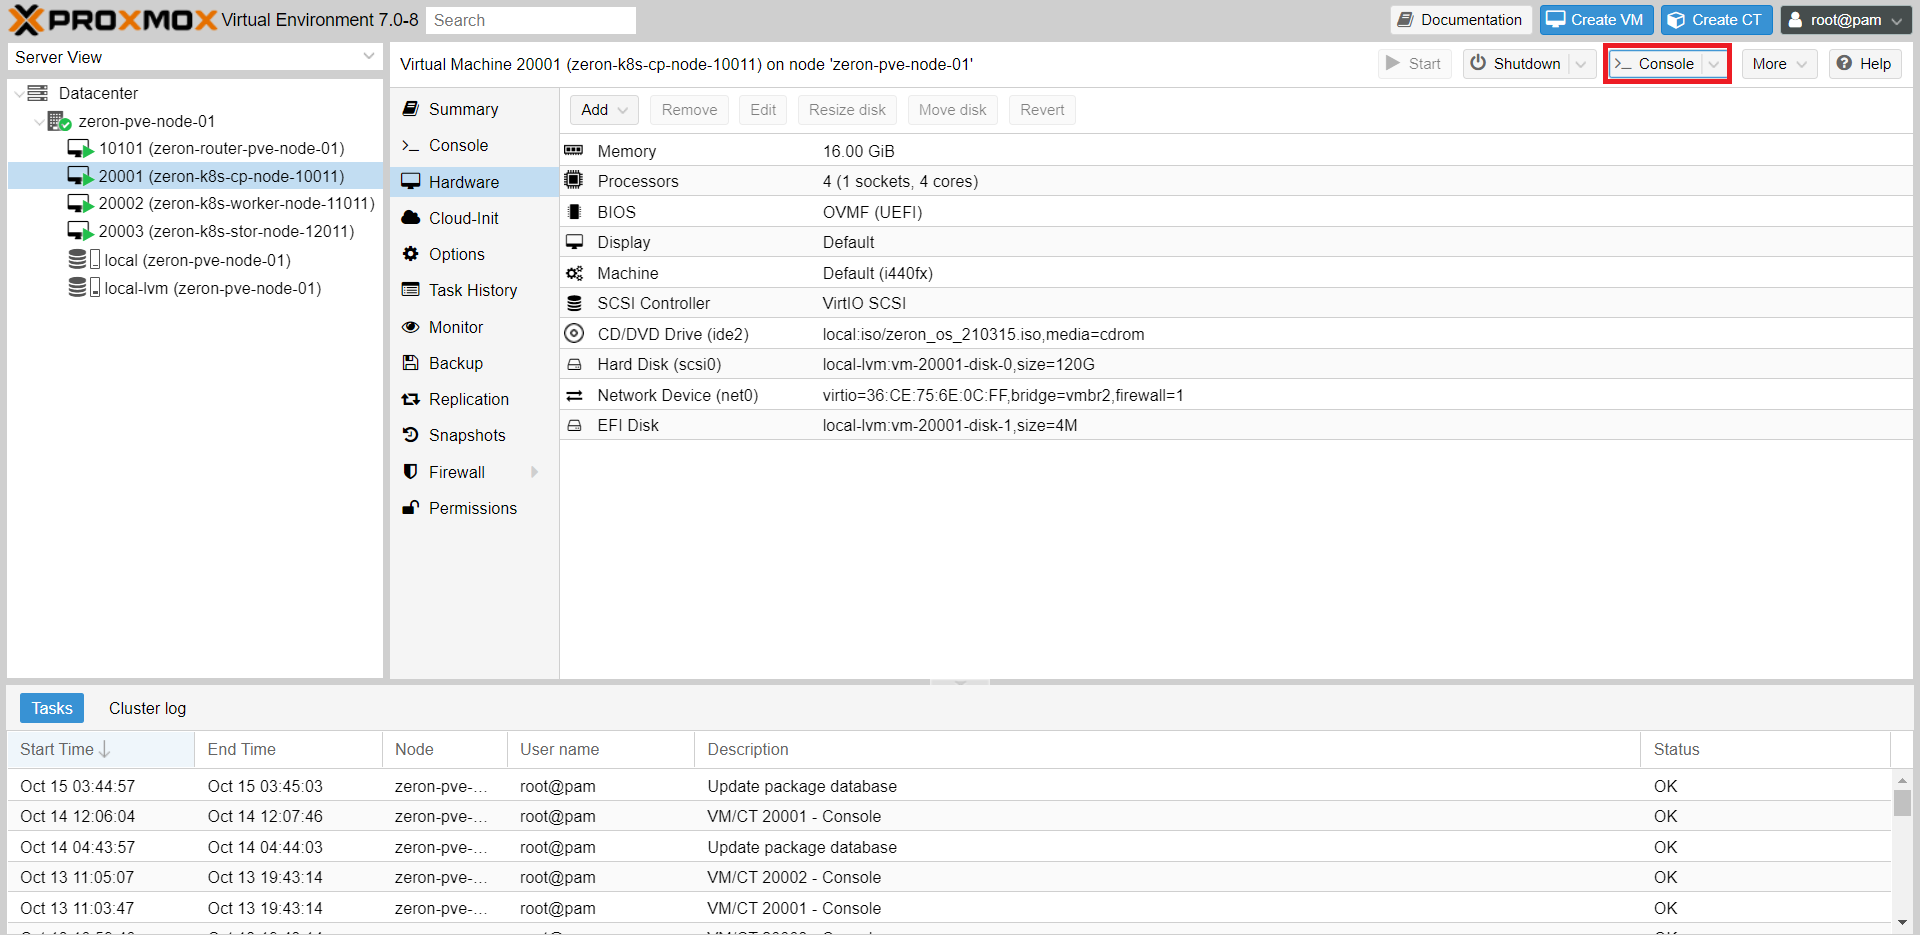 PROXMOX Virtual Environment 7.0-8 Search Documentation Create VM Create CT root@pam
Server View
Datacenter
zeron-pve-node-01
10101 (zeron-router-pve-node-01)
20001 (zeron-k8s-cp-node-10011)
20002 (zeron-k8s-worker-node-11011)
20003 (zeron-k8s-stor-node-12011)
local (zeron-pve-node-01)
local-lvm (zeron-pve-node-01)
Virtual Machine 20001 (zeron-k8s-cp-node-10011) on node 'zeron-pve-node-01' Start Shutdown >_ Console More Help
Summary
>_ Console
Hardware
Cloud-Init
Options
Task History
Monitor
Backup
Replication
Snapshots
Firewall
Permissions
Add Remove Edit Resize disk Move disk Revert
Memory 16.00 GiB
Processors 4 (1 sockets, 4 cores)
BIOS OVMF (UEFI)
Display Default
Machine Default (i440fx)
SCSI Controller VirtIO SCSI
CD/DVD Drive (ide2) local:iso/zeron_os_210315.iso,media=cdrom
Hard Disk (scsi0) local-lvm:vm-20001-disk-0,size=120G
Network Device (net0) virtio=36:CE:75:6E:0C:FF,bridge=vmbr2,firewall=1
EFI Disk local-lvm:vm-20001-disk-1,size=4M
Tasks Cluster log
Start Time End Time Node User name Description Status
Oct 15 03:44:57 Oct 15 03:45:03 zeron-pve-... root@pam Update package database OK
Oct 14 12:06:04 Oct 14 12:07:46 zeron-pve-... root@pam VM/CT 20001 - Console OK
Oct 14 04:43:57 Oct 14 04:44:03 zeron-pve-... root@pam Update package database OK
Oct 13 11:05:07 Oct 13 19:43:14 zeron-pve-... root@pam VM/CT 20002 - Console OK
Oct 13 11:03:47 Oct 13 19:43:14 zeron-pve-... root@pam VM/CT 20001 - Console OK